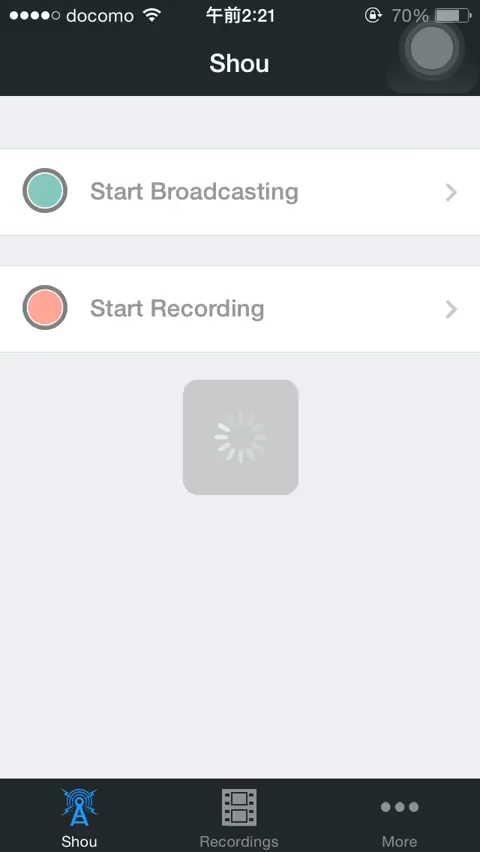 docomo 午前2:21 70%
Shou
Start Broadcasting
Start Recording
Shou Recordings More